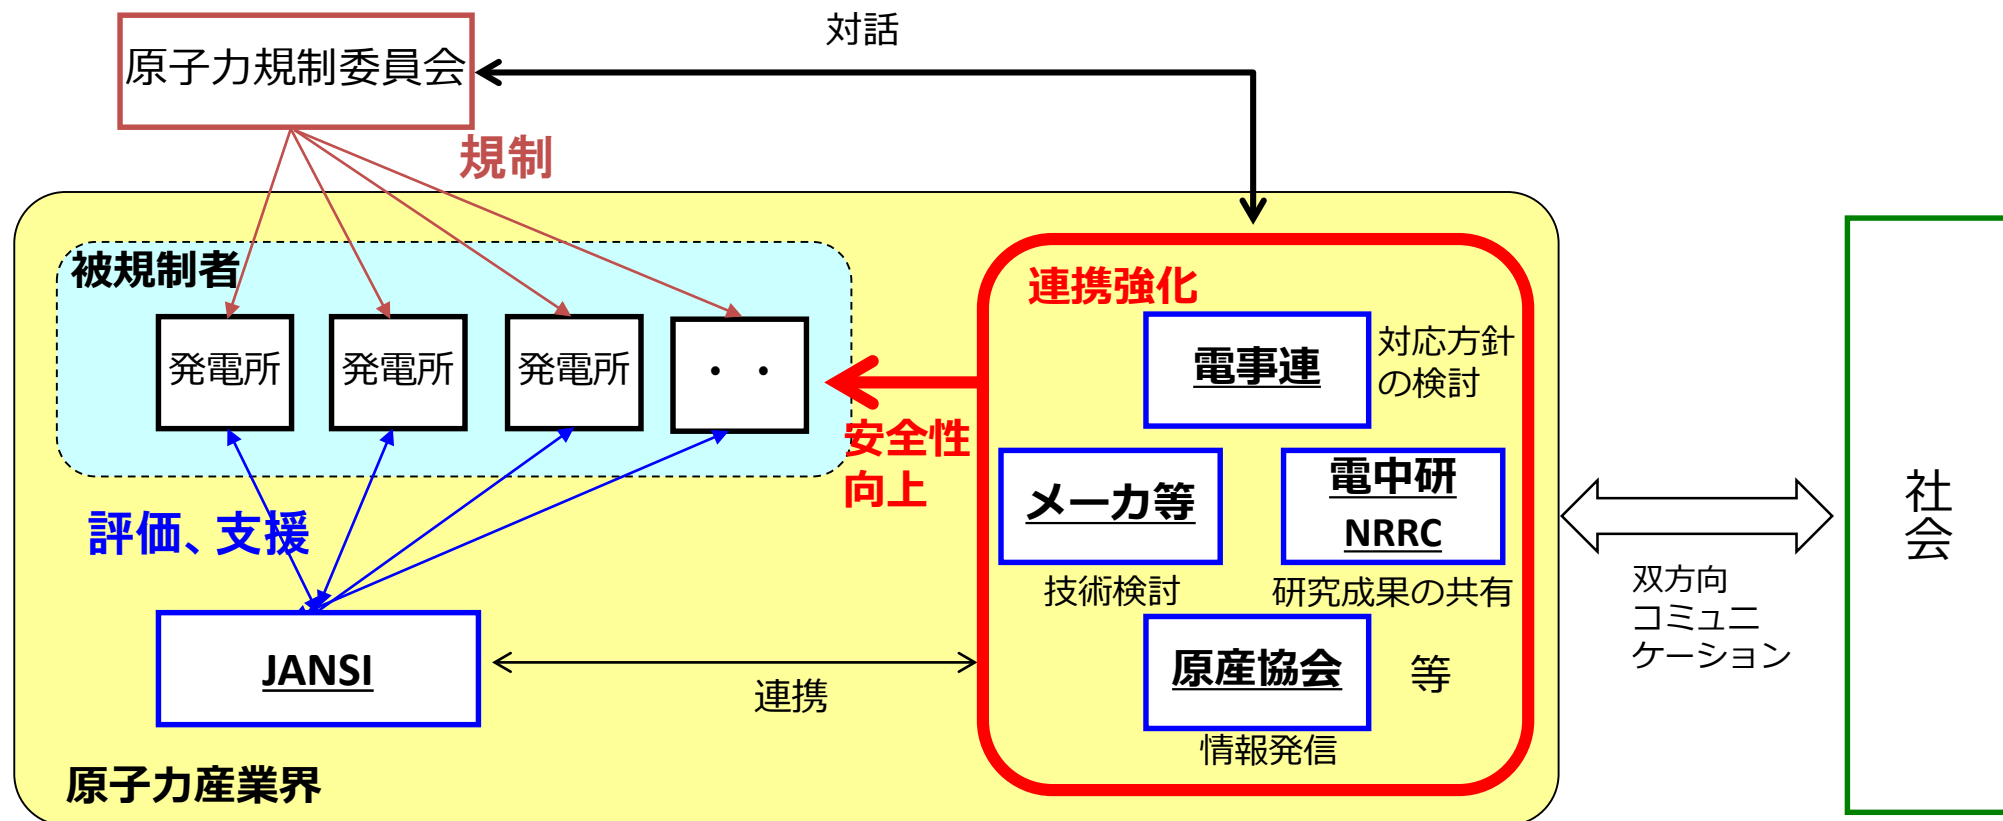 対話
原子力規制委員会
規制
被規制者
発電所
発電所
発電所
・・
連携強化
電事連
対応方針
の検討
安全性
向上
メーカ等
電中研
NRRC
技術検討
研究成果の共有
評価、支援
JANSI
連携
原産協会
等
情報発信
原子力産業界
双方向
コミュニ
ケーション
社
会